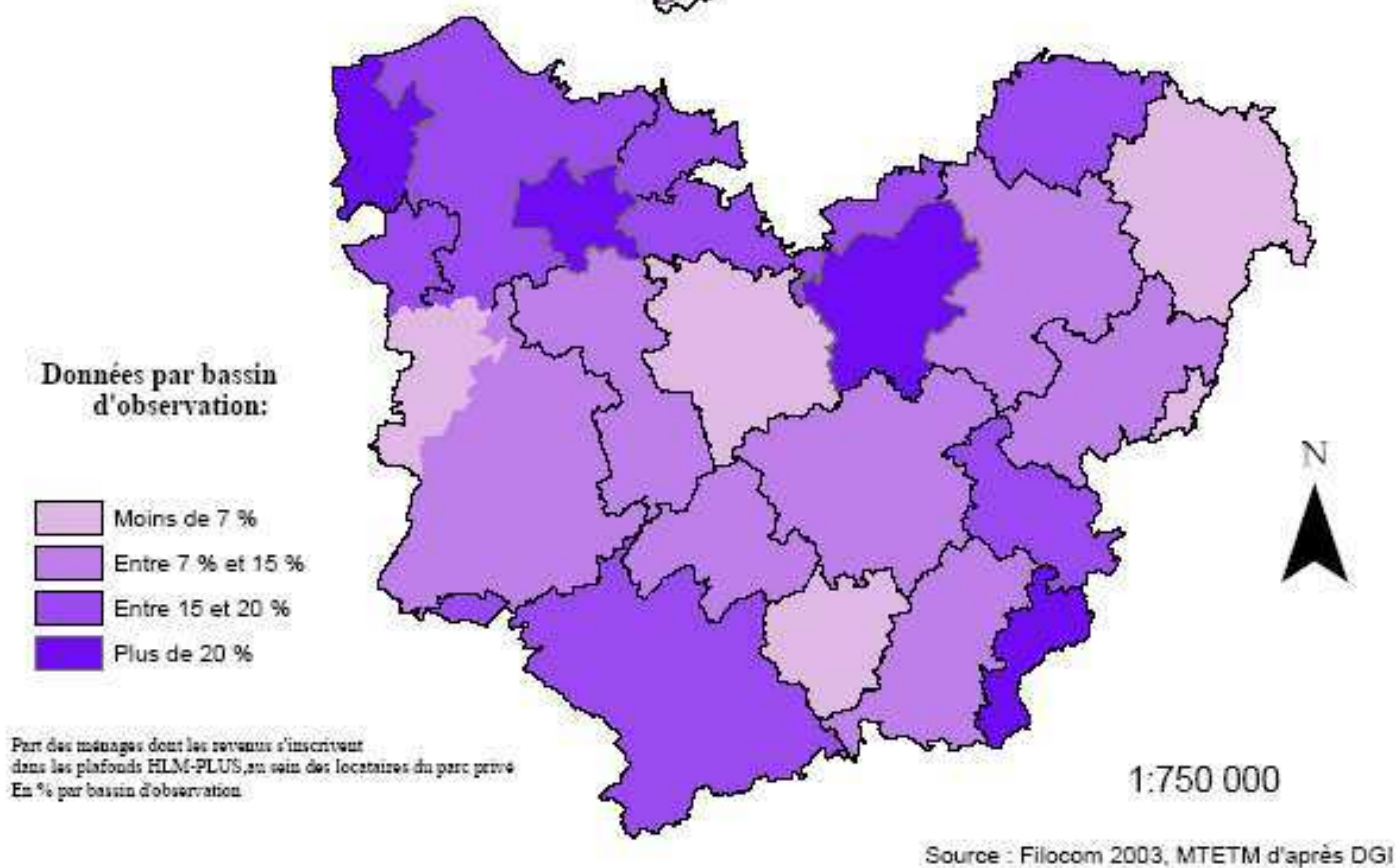 Données par bassin
d'observation:
Moins de 7 %
Entre 7 % et 15 %
Entre 15 et 20 %
Plus de 20 %
N
Part des ménages dont les revenus s'inscrivent
dans les plafonds HLM-PLUS,au sein des locataires du parc privé
En % par bassin d'observation
1:750 000
Source : Filocom 2003, MTETM d'après DGI